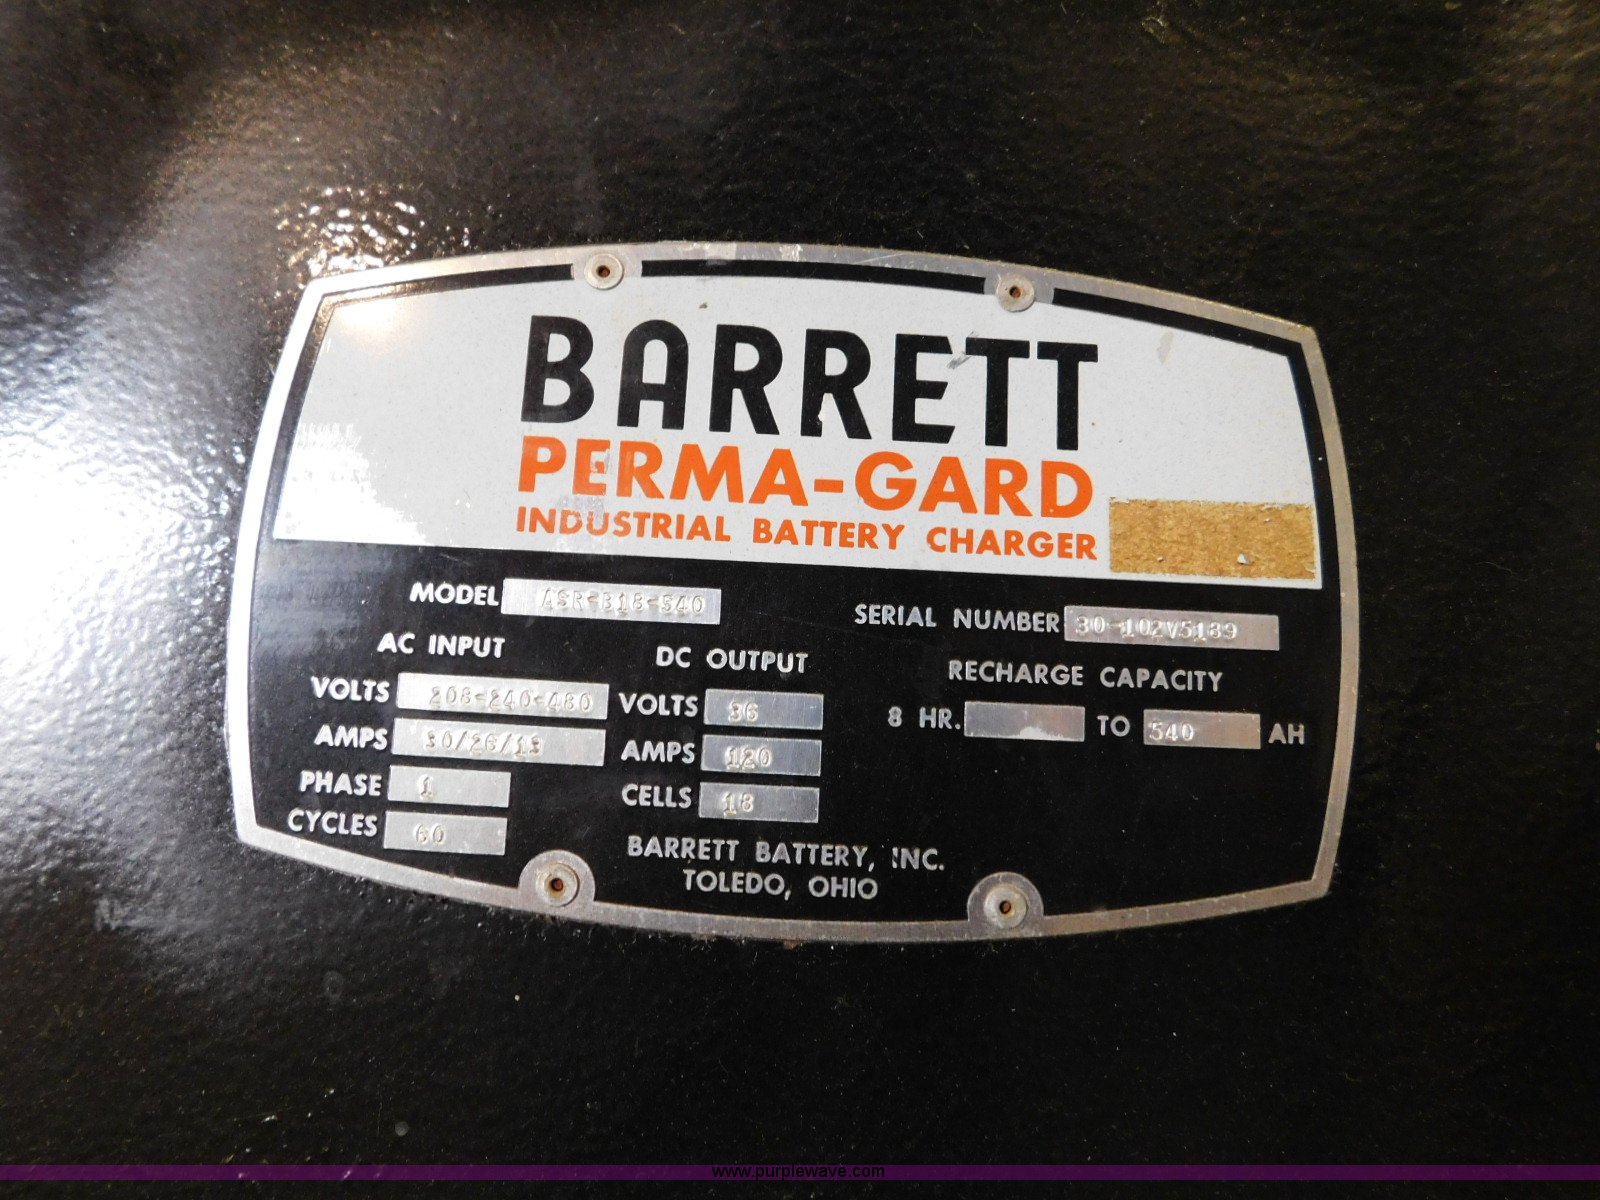 BARRETT
PERMA-GARD
INDUSTRIAL BATTERY CHARGER
MODEL ASR-B18-540
SERIAL NUMBER 30-102V5189
AC INPUT
VOLTS 208-240-480
AMPS 30/26/13
PHASE 1
CYCLES 60
DC OUTPUT
VOLTS 36
AMPS 120
CELLS 18
RECHARGE CAPACITY
8 HR. TO 540 AH
BARRETT BATTERY, INC.
TOLEDO, OHIO
www.purplewave.com